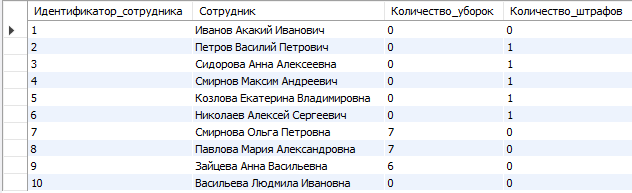 Идентификатор_сотрудника Сотрудник Количество_уборок Количество_штрафов
1 Иванов Акакий Иванович 0 0
2 Петров Василий Петрович 0 1
3 Сидорова Анна Алексеевна 0 1
4 Смирнов Максим Андреевич 0 1
5 Козлова Екатерина Владимировна 0 1
6 Николаев Алексей Сергеевич 0 1
7 Смирнова Ольга Петровна 7 0
8 Павлова Мария Александровна 7 0
9 Зайцева Анна Васильевна 6 0
10 Васильева Людмила Ивановна 0 0